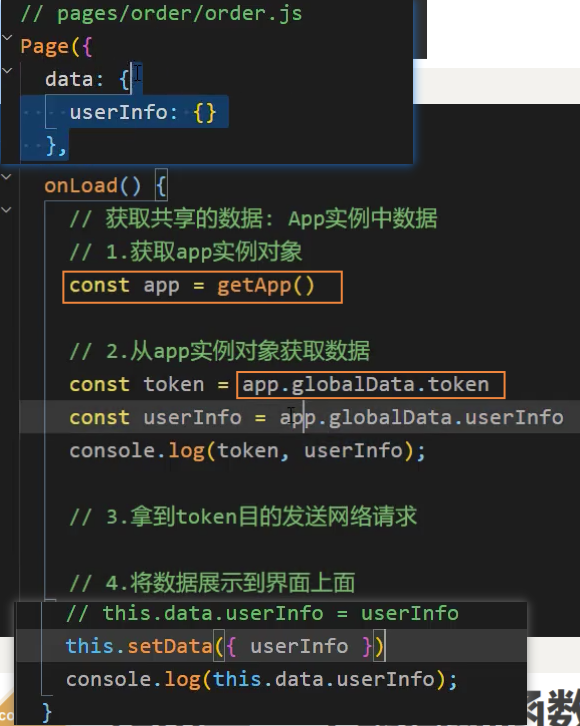 // pages/order/order.js
Page({
data: {
userInfo: {}
},
onLoad() {
// 获取共享的数据: App实例中数据
// 1.获取app实例对象
const app = getApp()
// 2.从app实例对象获取数据
const token = app.globalData.token
const userInfo = app.globalData.userInfo
console.log(token, userInfo);
// 3.拿到token目的发送网络请求
// 4.将数据展示到界面上面
// this.data.userInfo = userInfo
this.setData({ userInfo })
console.log(this.data.userInfo);
}
函数